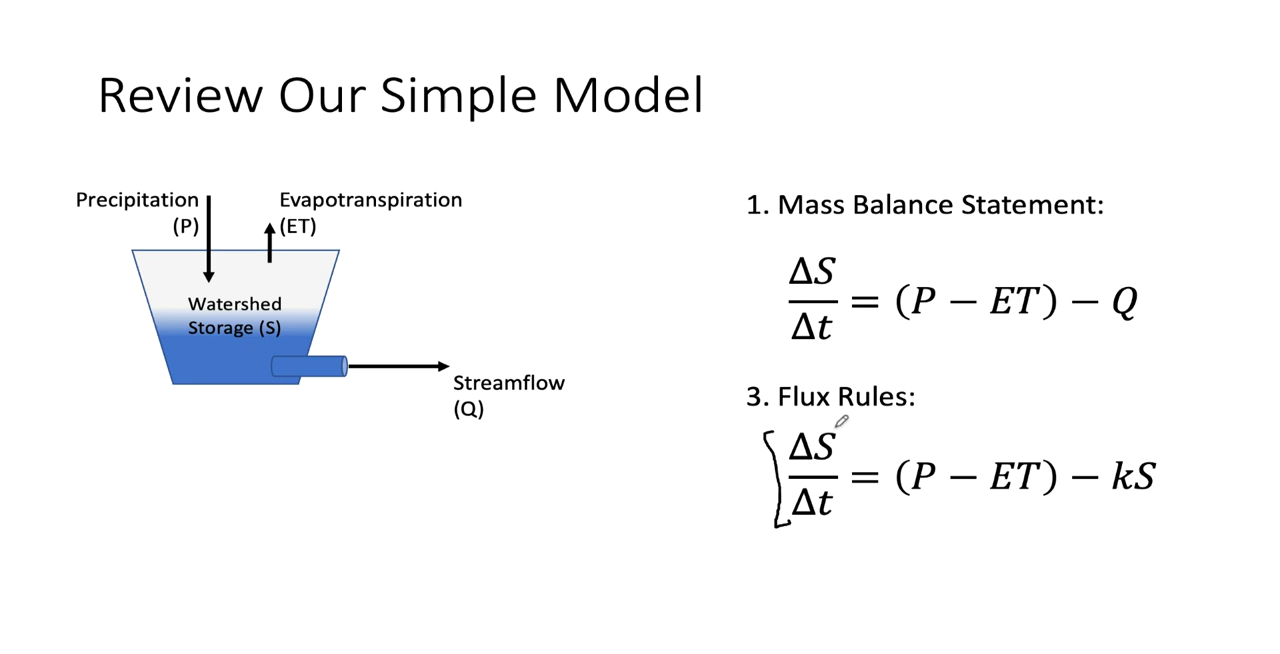 Review Our Simple Model
Precipitation
(P)
Evapotranspiration
(ET)
Watershed
Storage (S)
Streamflow
(Q)
1. Mass Balance Statement:
ΔS/Δt = (P − ET) − Q
3. Flux Rules:
ΔS/Δt = (P − ET) − kS